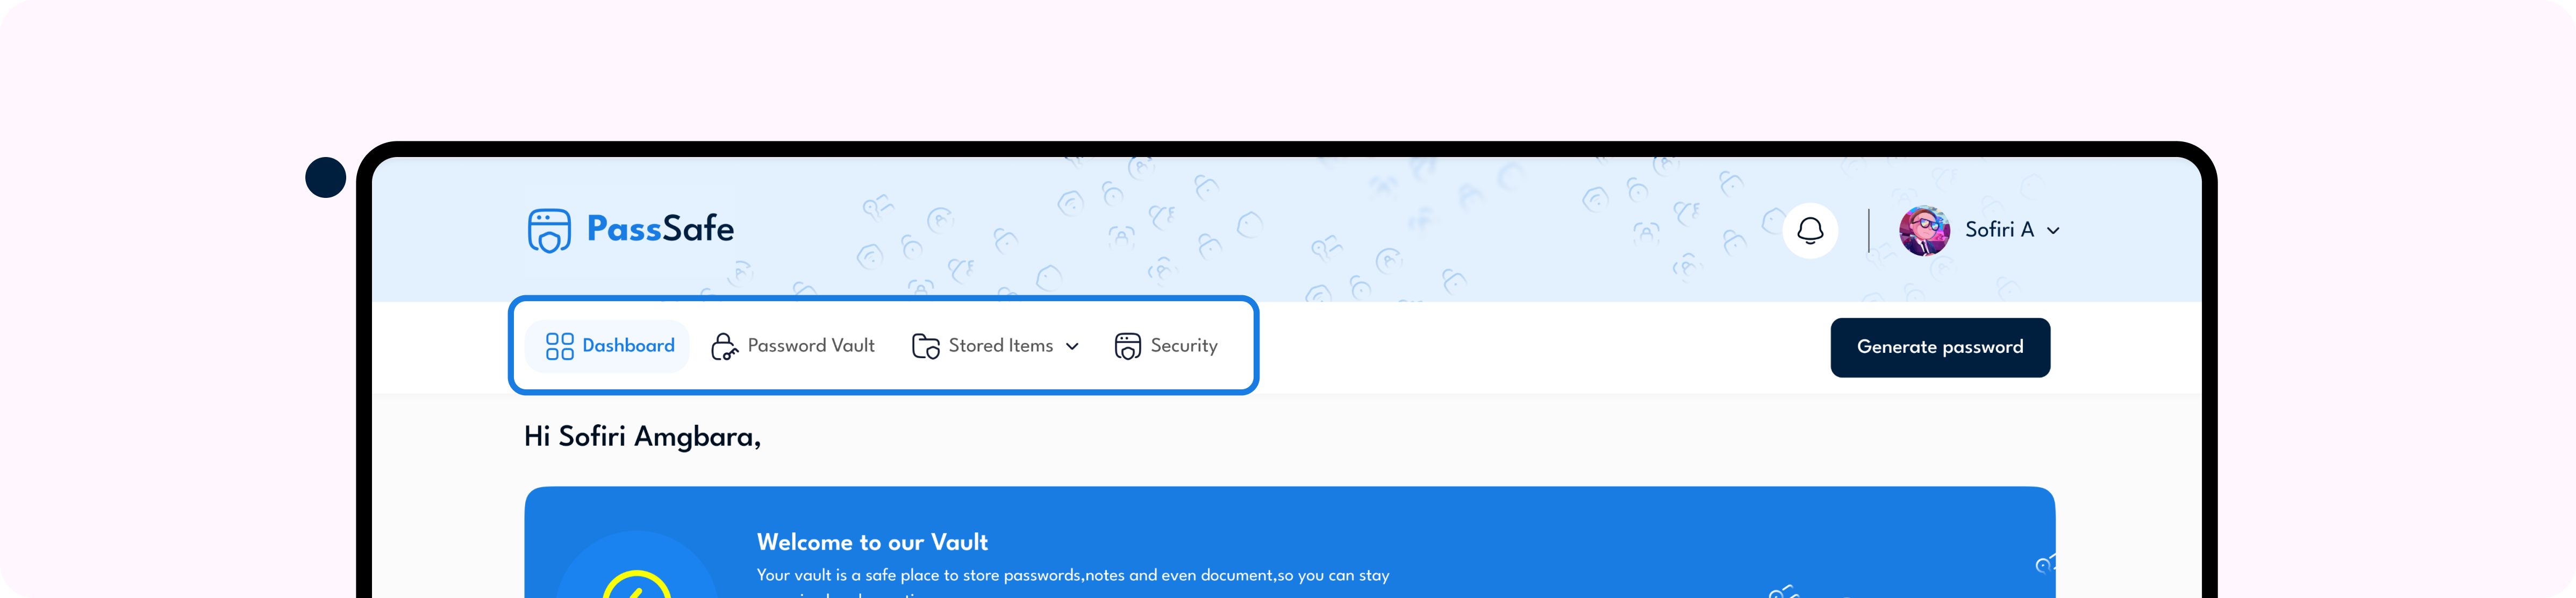 PassSafe
Sofiri A
Dashboard
Password Vault
Stored Items
Security
Generate password
Hi Sofiri Amgbara,
Welcome to our Vault
Your vault is a safe place to store passwords,notes and even document,so you can stay